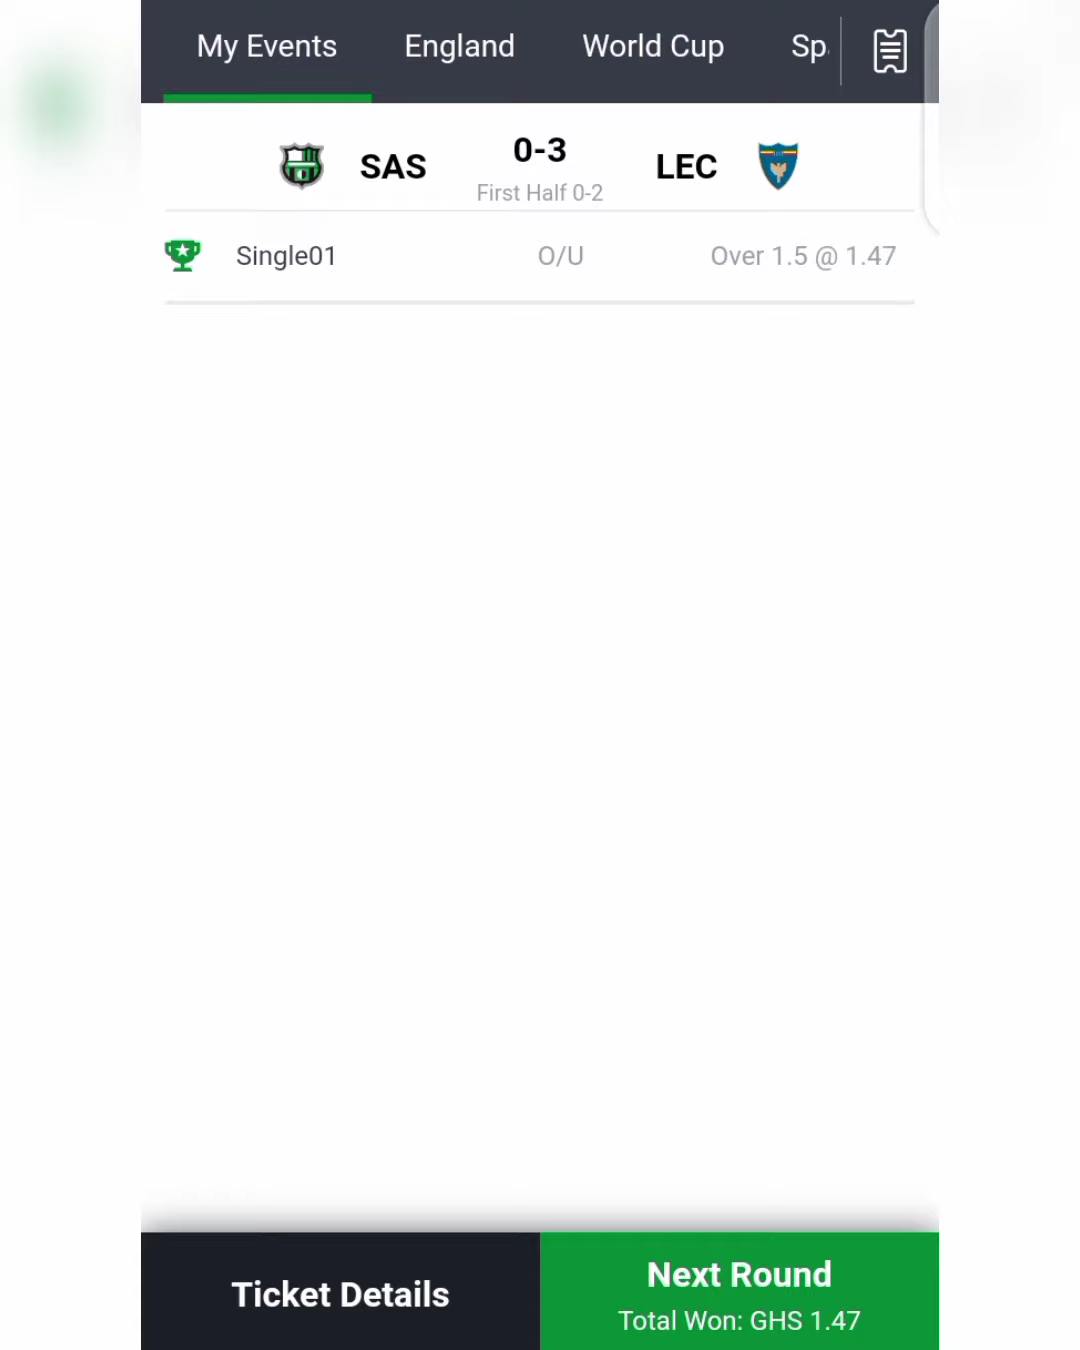 My Events England World Cup Sp
SAS 0-3 LEC
First Half 0-2
Single01 O/U Over 1.5 @ 1.47
Ticket Details
Next Round
Total Won: GHS 1.47